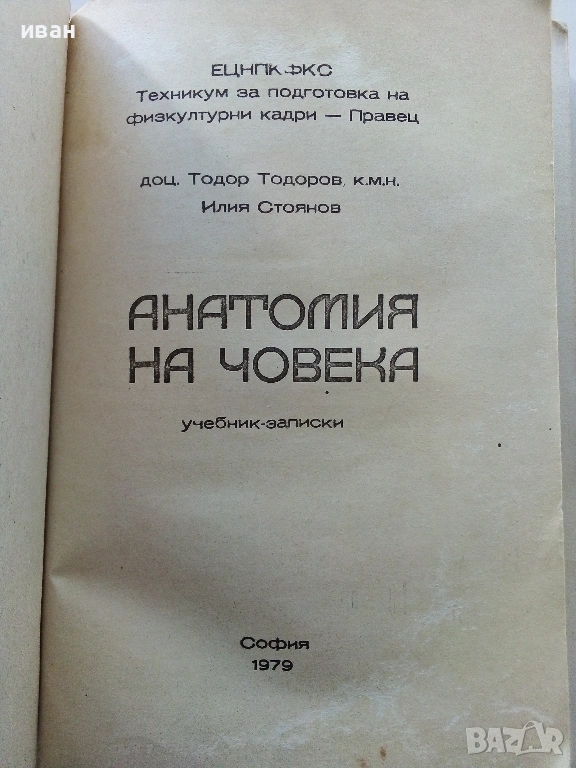 иван
ЕЦНПК ФКС
Техникум за подготовка на
физкултурни кадри — Правец
доц. Тодор Тодоров, к.м.н.
Илия Стоянов
АНАТОМИЯ
НА ЧОВЕКА
учебник-записки
София
1979
BAZAR